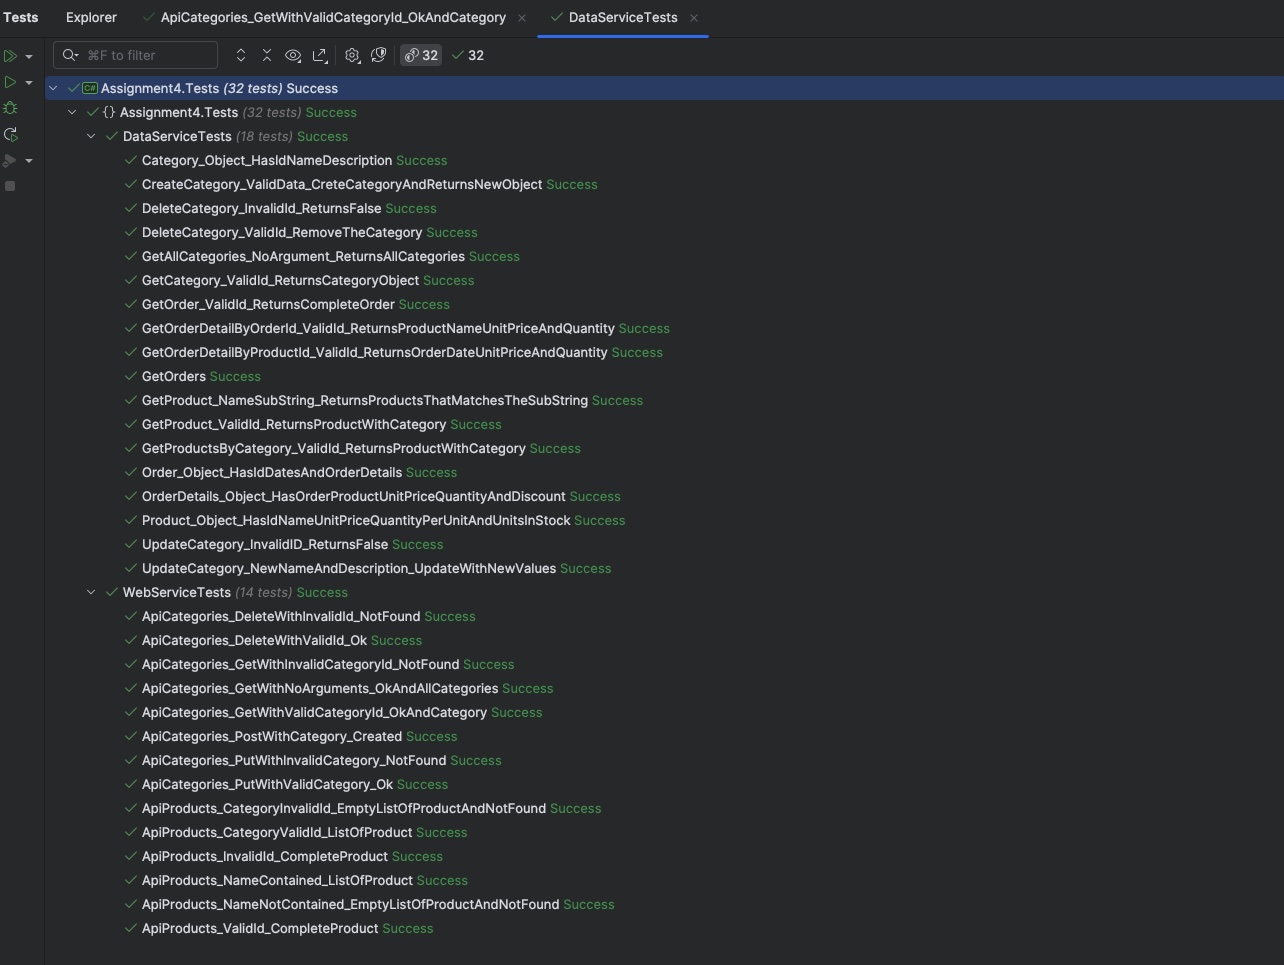 Tests Explorer ApiCategories_GetWithValidCategoryId_OkAndCategory × DataServiceTests ×
⌘F to filter 32 32
C# Assignment4.Tests (32 tests) Success
{} Assignment4.Tests (32 tests) Success
DataServiceTests (18 tests) Success
Category_Object_HasIdNameDescription Success
CreateCategory_ValidData_CreteCategoryAndReturnsNewObject Success
DeleteCategory_InvalidId_ReturnsFalse Success
DeleteCategory_ValidId_RemoveTheCategory Success
GetAllCategories_NoArgument_ReturnsAllCategories Success
GetCategory_ValidId_ReturnsCategoryObject Success
GetOrder_ValidId_ReturnsCompleteOrder Success
GetOrderDetailByOrderId_ValidId_ReturnsProductNameUnitPriceAndQuantity Success
GetOrderDetailByProductId_ValidId_ReturnsOrderDateUnitPriceAndQuantity Success
GetOrders Success
GetProduct_NameSubString_ReturnsProductsThatMatchesTheSubString Success
GetProduct_ValidId_ReturnsProductWithCategory Success
GetProductsByCategory_ValidId_ReturnsProductWithCategory Success
Order_Object_HasIdDatesAndOrderDetails Success
OrderDetails_Object_HasOrderProductUnitPriceQuantityAndDiscount Success
Product_Object_HasIdNameUnitPriceQuantityPerUnitAndUnitsInStock Success
UpdateCategory_InvalidID_ReturnsFalse Success
UpdateCategory_NewNameAndDescription_UpdateWithNewValues Success
WebServiceTests (14 tests) Success
ApiCategories_DeleteWithInvalidId_NotFound Success
ApiCategories_DeleteWithValidId_Ok Success
ApiCategories_GetWithInvalidCategoryId_NotFound Success
ApiCategories_GetWithNoArguments_OkAndAllCategories Success
ApiCategories_GetWithValidCategoryId_OkAndCategory Success
ApiCategories_PostWithCategory_Created Success
ApiCategories_PutWithInvalidCategory_NotFound Success
ApiCategories_PutWithValidCategory_Ok Success
ApiProducts_CategoryInvalidId_EmptyListOfProductAndNotFound Success
ApiProducts_CategoryValidId_ListOfProduct Success
ApiProducts_InvalidId_CompleteProduct Success
ApiProducts_NameContained_ListOfProduct Success
ApiProducts_NameNotContained_EmptyListOfProductAndNotFound Success
ApiProducts_ValidId_CompleteProduct Success